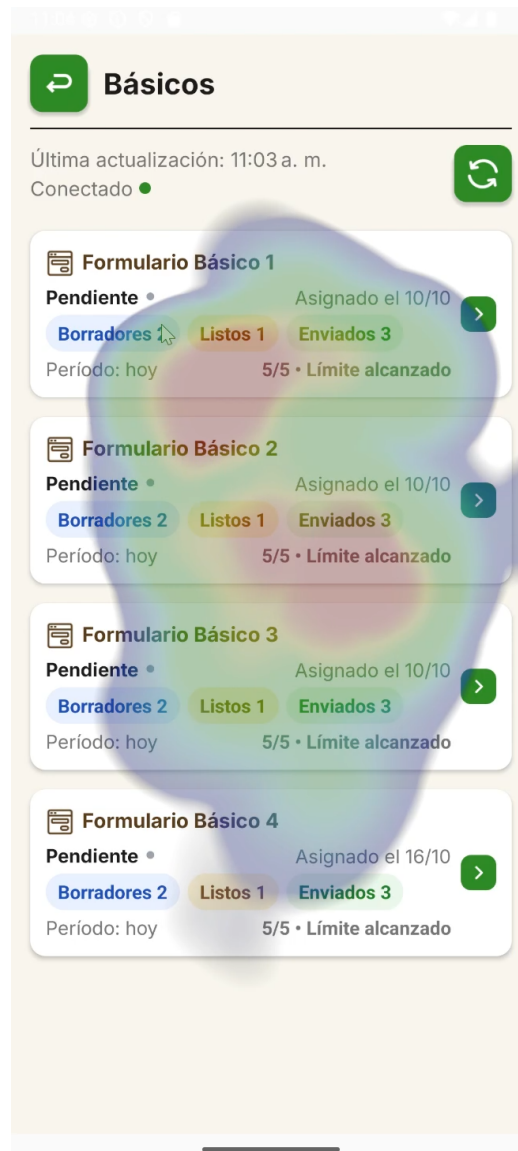 Básicos
Última actualización: 11:03 a. m.
Conectado
Formulario Básico 1
Pendiente
Asignado el 10/10
Borradores 2 Listos 1 Enviados 3
Período: hoy 5/5 • Límite alcanzado
Formulario Básico 2
Pendiente
Asignado el 10/10
Borradores 2 Listos 1 Enviados 3
Período: hoy 5/5 • Límite alcanzado
Formulario Básico 3
Pendiente
Asignado el 10/10
Borradores 2 Listos 1 Enviados 3
Período: hoy 5/5 • Límite alcanzado
Formulario Básico 4
Pendiente
Asignado el 16/10
Borradores 2 Listos 1 Enviados 3
Período: hoy 5/5 • Límite alcanzado